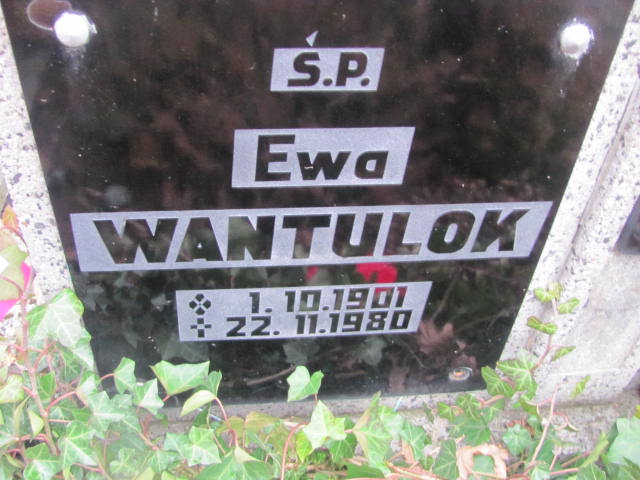 Ś.P.
Ewa
WANTULOK
1. 10. 1901
22. 11. 1980